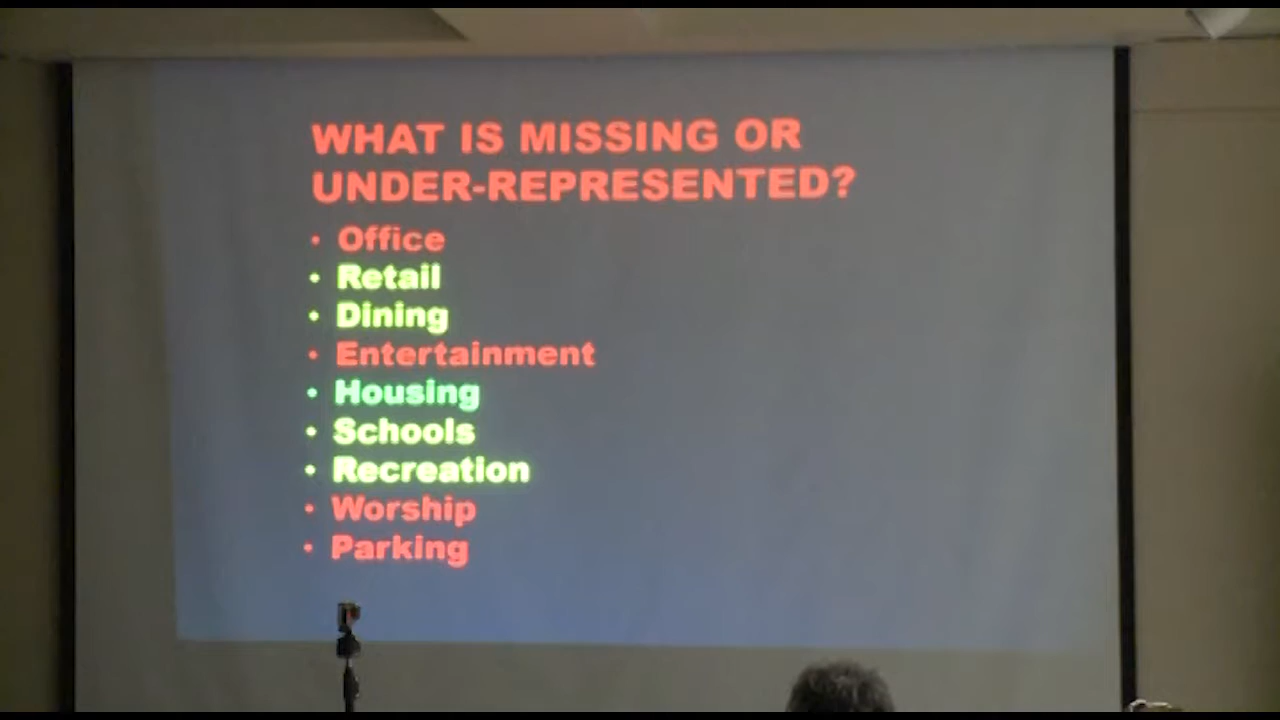 WHAT IS MISSING OR
UNDER-REPRESENTED?
• Office
• Retail
• Dining
• Entertainment
• Housing
• Schools
• Recreation
• Worship
• Parking